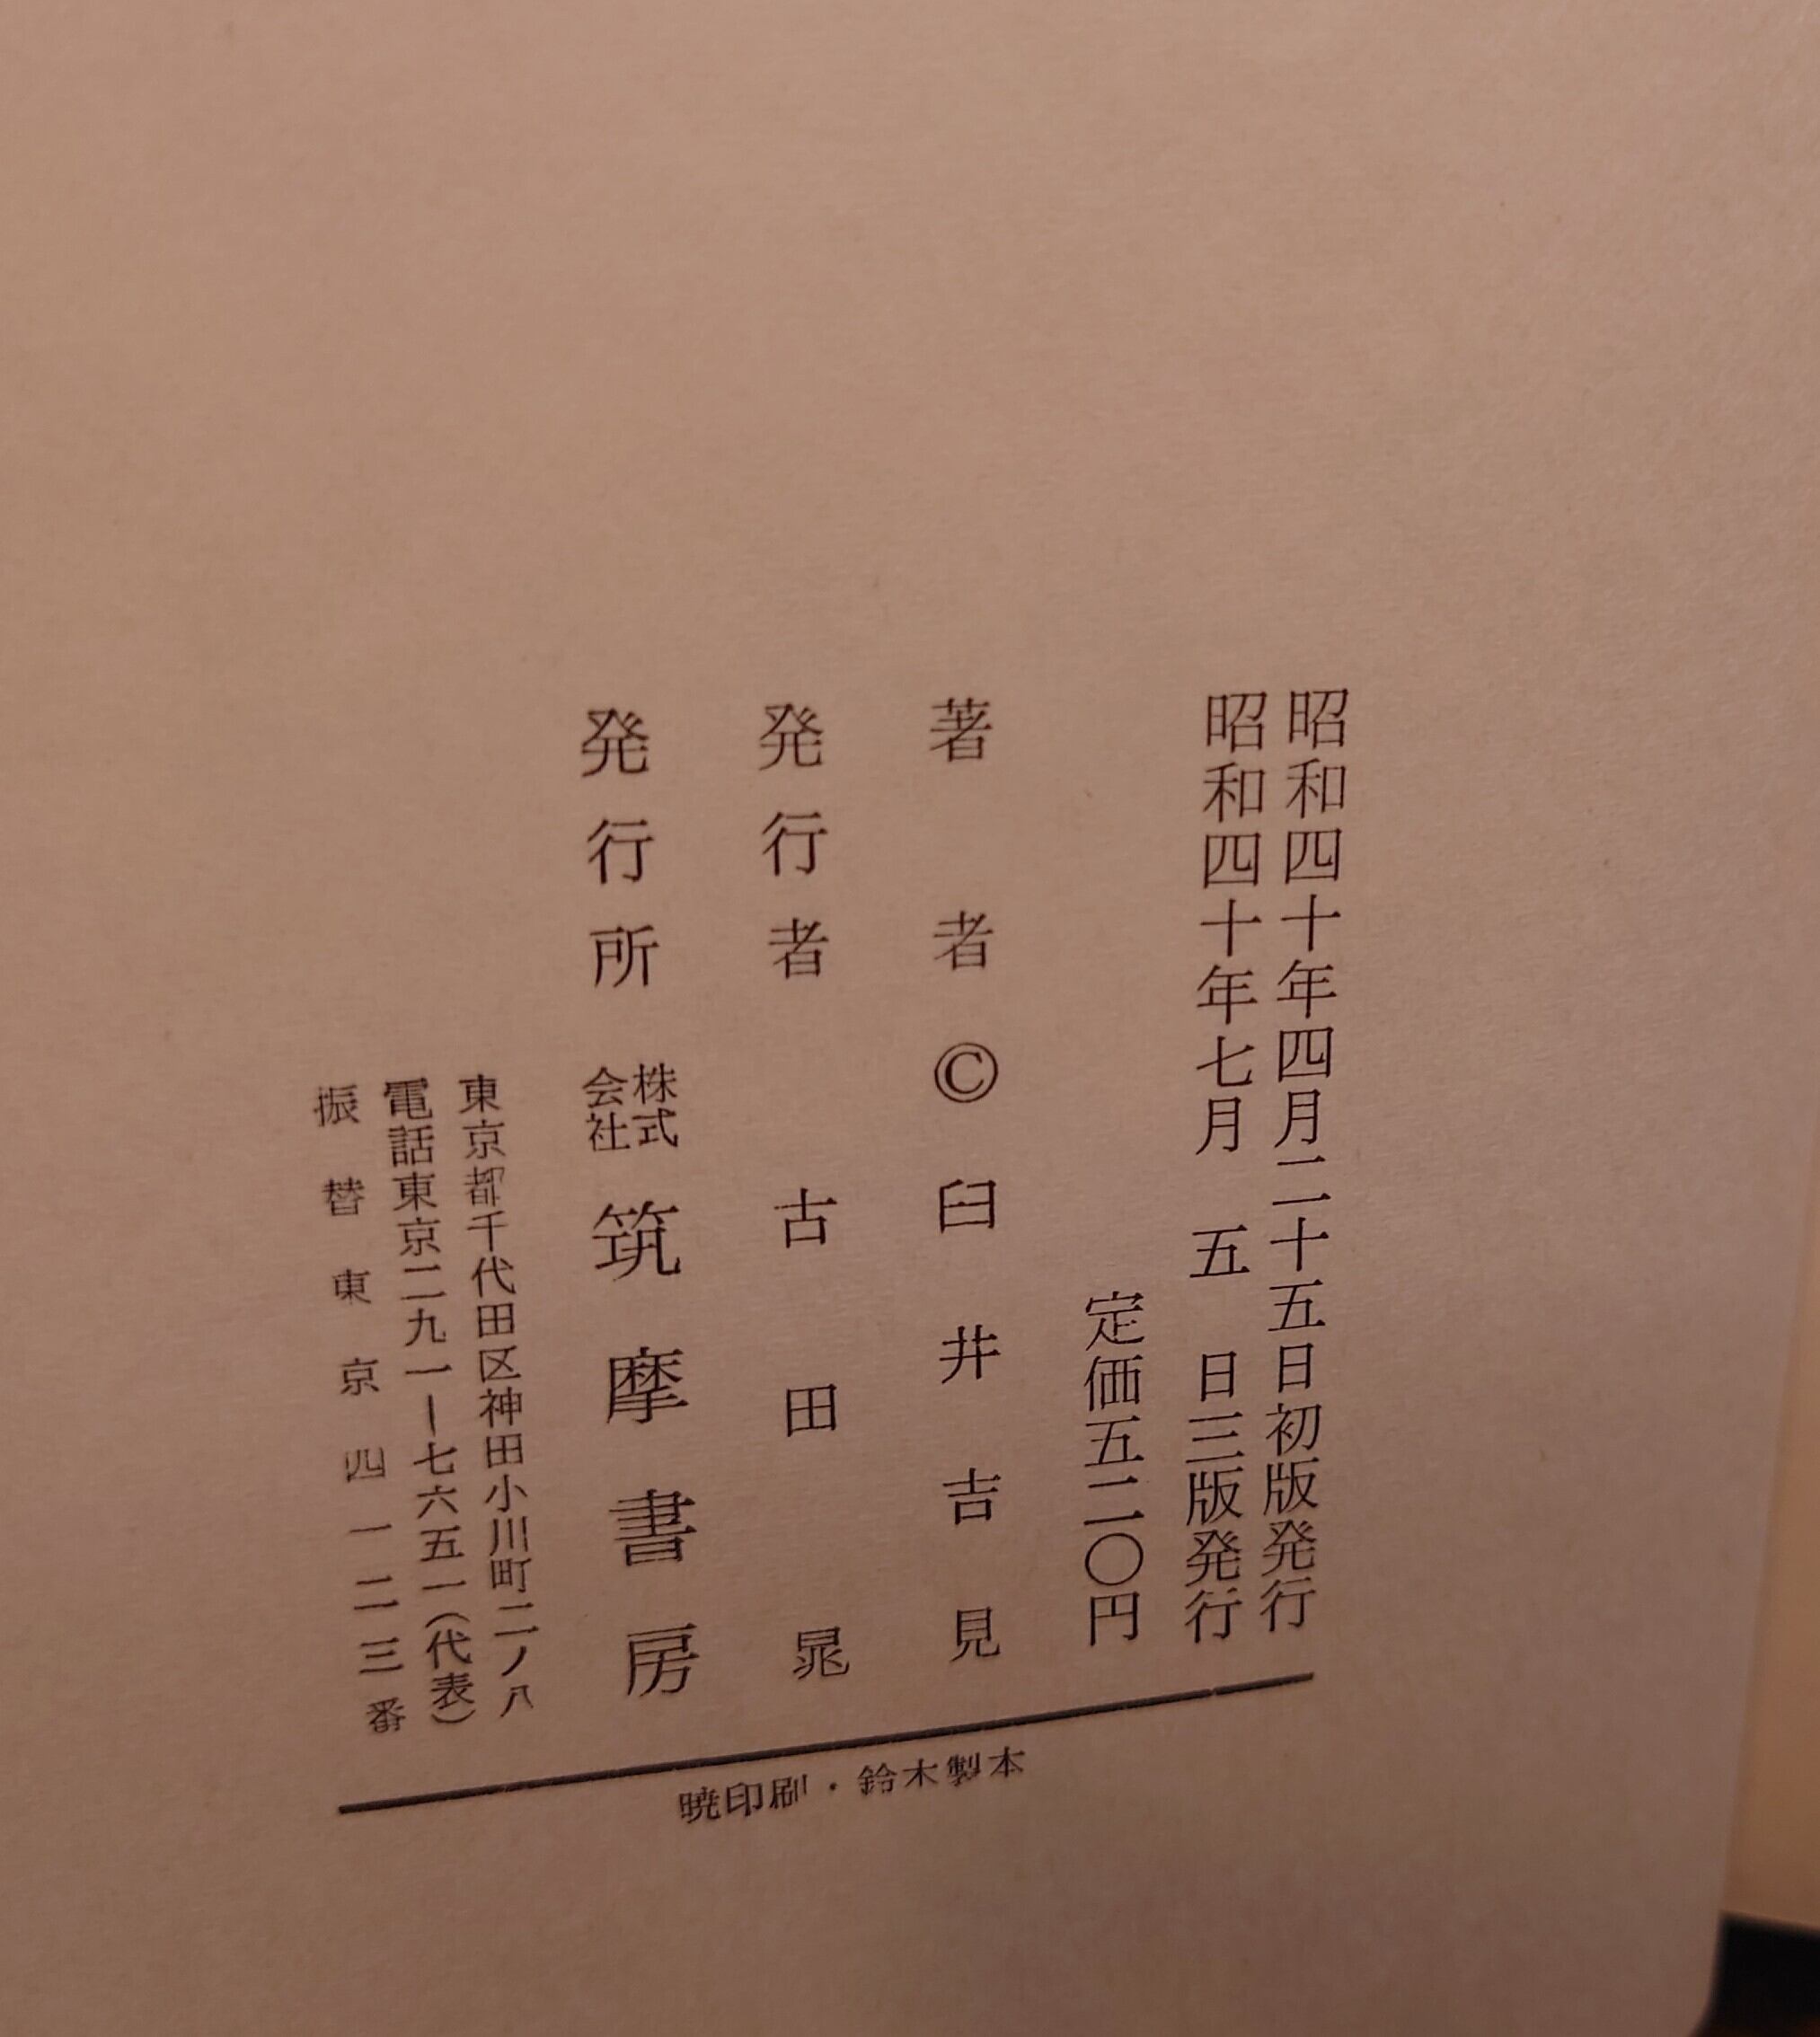 昭和四十年四月二十五日初版発行
昭和四十年七月五日三版発行
定価五二〇円
著者©臼井吉見
発行者古田晁
発行所株式会社筑摩書房
東京都千代田区神田小川町二ノ八
電話東京二九一―七六五一(代表)
振替東京四一二三番
暁印刷・鈴木製本